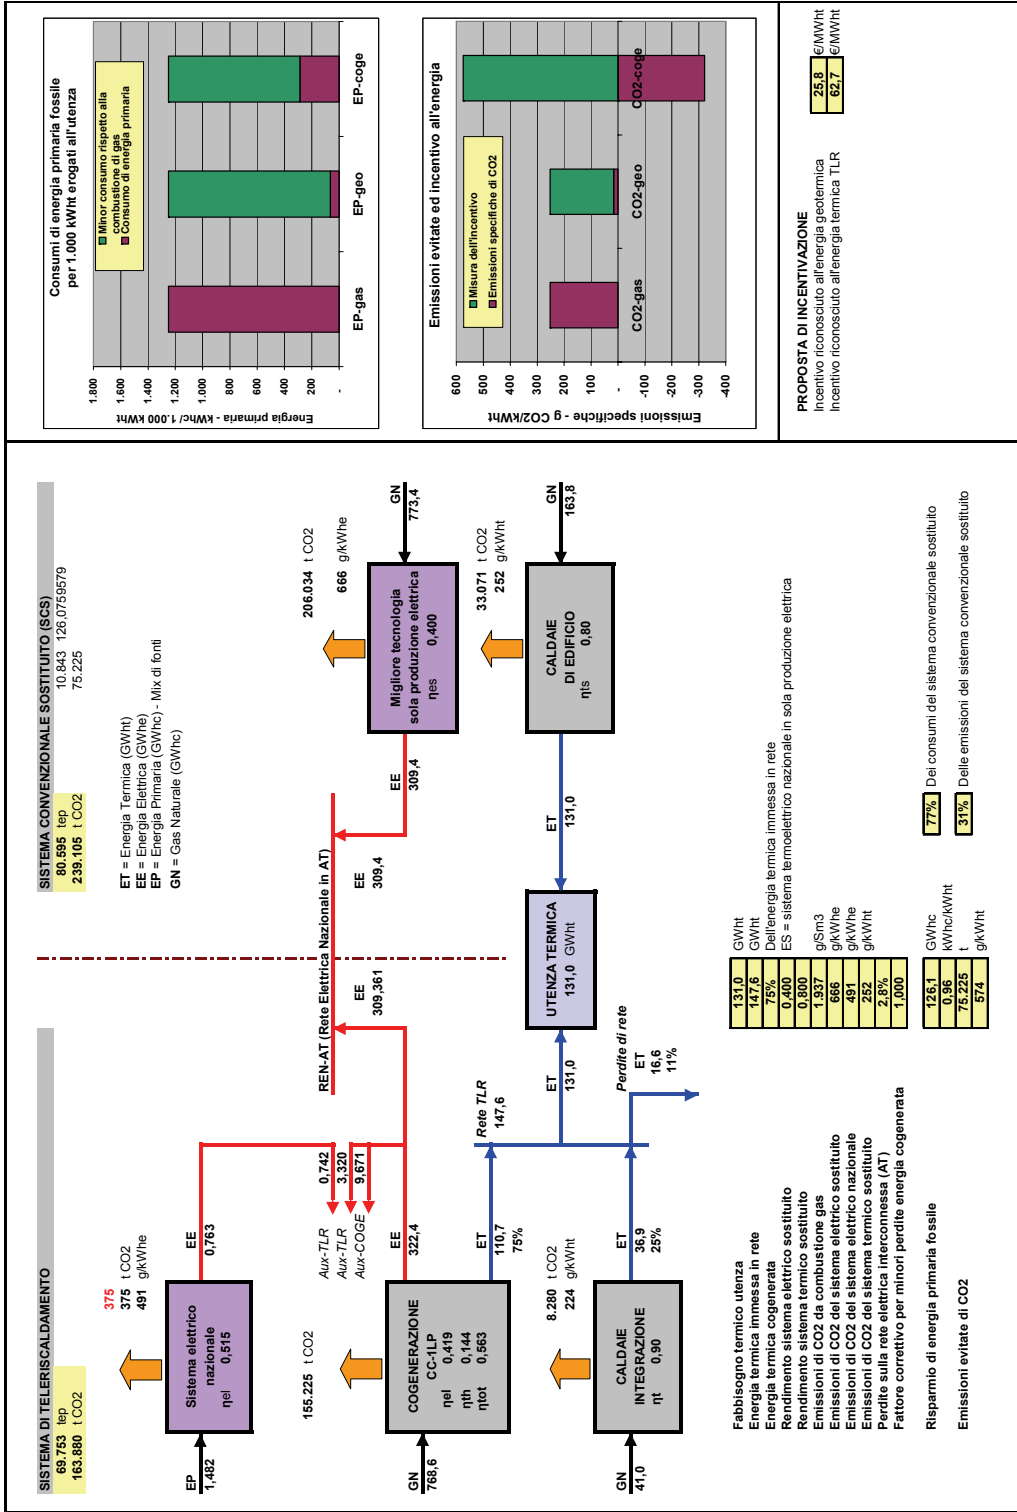 SISTEMA DI TELERISCALDAMENTO
69.753 tep
163.880 t CO2
SISTEMA CONVENZIONALE SOSTITUITO (SCS)
80.595 tep 10.843 126,0759579
239.105 t CO2 75.225
ET = Energia Termica (GWht)
EE = Energia Elettrica (GWhe)
EP = Energia Primaria (GWhc) - Mix di fonti
GN = Gas Naturale (GWhc)
375
375 t CO2
491 g/kWhe
EP
1,482
Sistema elettrico
nazionale
ηel 0,515
EE
0,763
Aux-TLR 0,742
Aux-TLR 3,320
Aux-COGE 9,671
REN-AT (Rete Elettrica Nazionale in AT)
EE
309,361
EE
309,4
EE
309,4
206.034 t CO2
666 g/kWhe
Migliore tecnologia
sola produzione elettrica
ηes 0,400
GN
773,4
155.225 t CO2
GN
768,6
COGENERAZIONE
CC-1LP
ηel 0,419
ηth 0,144
ηtot 0,563
EE
322,4
ET
110,7
75%
Rete TLR
147,6
ET
131,0
UTENZA TERMICA
131,0 GWht
ET
131,0
33.071 t CO2
252 g/kWht
CALDAIE
DI EDIFICIO
ηts 0,80
GN
163,8
8.280 t CO2
224 g/kWht
GN
41,0
CALDAIE
INTEGRAZIONE
ηt 0,90
ET
36,9
25%
Perdite di rete
ET
16,6
11%
Fabbisogno termico utenza 131,0 GWht
Energia termica immessa in rete 147,6 GWht
Energia termica cogenerata 75% Dell'energia termica immessa in rete
Rendimento sistema elettrico sostituito 0,400 ES = sistema termoelettrico nazionale in sola produzione elettrica
Rendimento sistema termico sostituito 0,800
Emissioni di CO2 da combustione gas 1.937 g/Sm3
Emissioni di CO2 del sistema elettrico sostituito 666 g/kWhe
Emissioni di CO2 del sistema elettrico nazionale 491 g/kWhe
Emissioni di CO2 del sistema termico sostituito 252 g/kWht
Perdite sulla rete elettrica interconnessa (AT) 2,8%
Fattore correttivo per minori perdite energia cogenerata 1,000
Risparmio di energia primaria fossile 126,1 GWhc 77% Dei consumi del sistema convenzionale sostituito
0,96 kWhc/kWht
Emissioni evitate di CO2 75.225 t 31% Delle emissioni del sistema convenzionale sostituito
574 g/kWht
Consumi di energia primaria fossile
per 1.000 kWht erogati all'utenza
Energia primaria - kWhc/ 1.000 kWht
1.800
1.600
1.400
1.200
1.000
800
600
400
200
-
Minor consumo rispetto alla
combustione di gas
Consumo di energia primaria
EP-gas EP-geo EP-coge
Emissioni evitate ed incentivo all'energia
Emissioni specifiche - g CO2/kWht
600
500
400
300
200
100
-
-100
-200
-300
-400
Misura dell'incentivo
Emissioni specifiche di CO2
CO2-gas CO2-geo CO2-coge
PROPOSTA DI INCENTIVAZIONE
Incentivo riconosciuto all'energia geotermica 25,8 €/MWht
Incentivo riconosciuto all'energia termica TLR 62,7 €/MWht